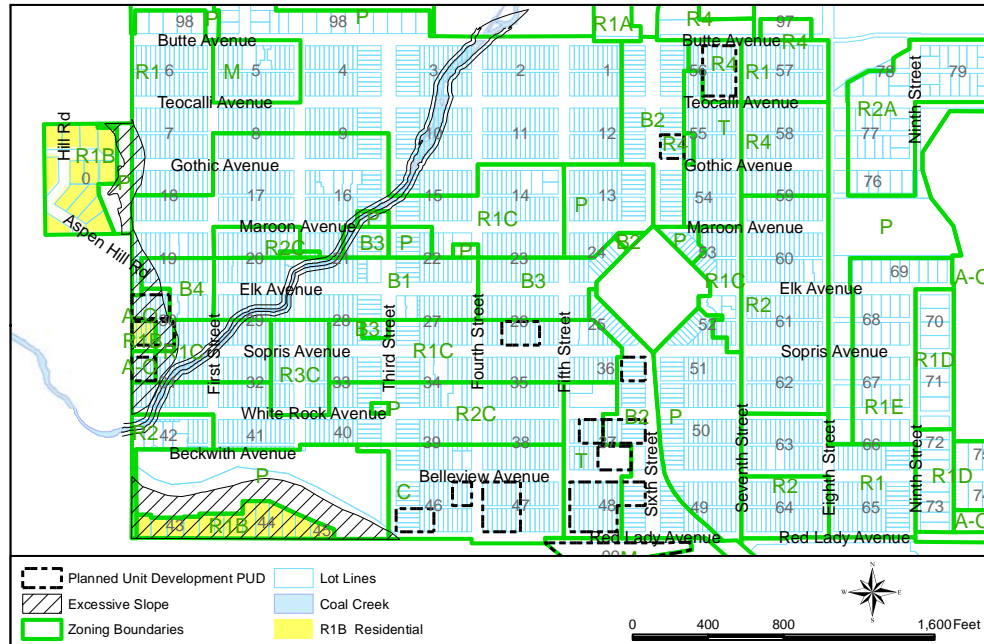 98 P 98 P R1A R4 97
Butte Avenue Butte Avenue R4
R1 6 M 5 4 3 2 1 56 R4 R1 57 78 79
Teocalli Avenue Teocalli Avenue
7 8 9 10 11 12 B2 55 T R4 58 R2A 77 Ninth Street
Hill Rd R1B 0 P
Gothic Avenue R4 Gothic Avenue
18 17 16 15 14 13 54 59 76
R1C P
Maroon Avenue P Maroon Avenue P
Aspen Hill Rd 19 R2C 20 21 B3 P 22 P 23 24 B2 P 53 60
B4 B1 B3 R1C 69 A-C
Elk Avenue Elk Avenue
A-C 29 28 B3 27 26 25 52 R2 61 68 70
R1B R1C First Street Third Street Fourth Street R1C Fifth Street
Sopris Avenue Sopris Avenue
A-C 32 R3C 33 34 35 36 51 62 67 R1D 71
White Rock Avenue P R2C B2 P R1E
R2 42 41 40 39 38 37 50 63 66 72
Beckwith Avenue T Sixth Street Seventh Street Eighth Street Ninth Street
P Belleview Avenue R2 R1 R1D
C 46 47 48 49 64 65 73 74
43 R1B 44 45 Red Lady Avenue Red Lady Avenue A-C
M
Planned Unit Development PUD Lot Lines
Excessive Slope Coal Creek
Zoning Boundaries R1B Residential
N
W E
S
0 400 800 1,600 Feet